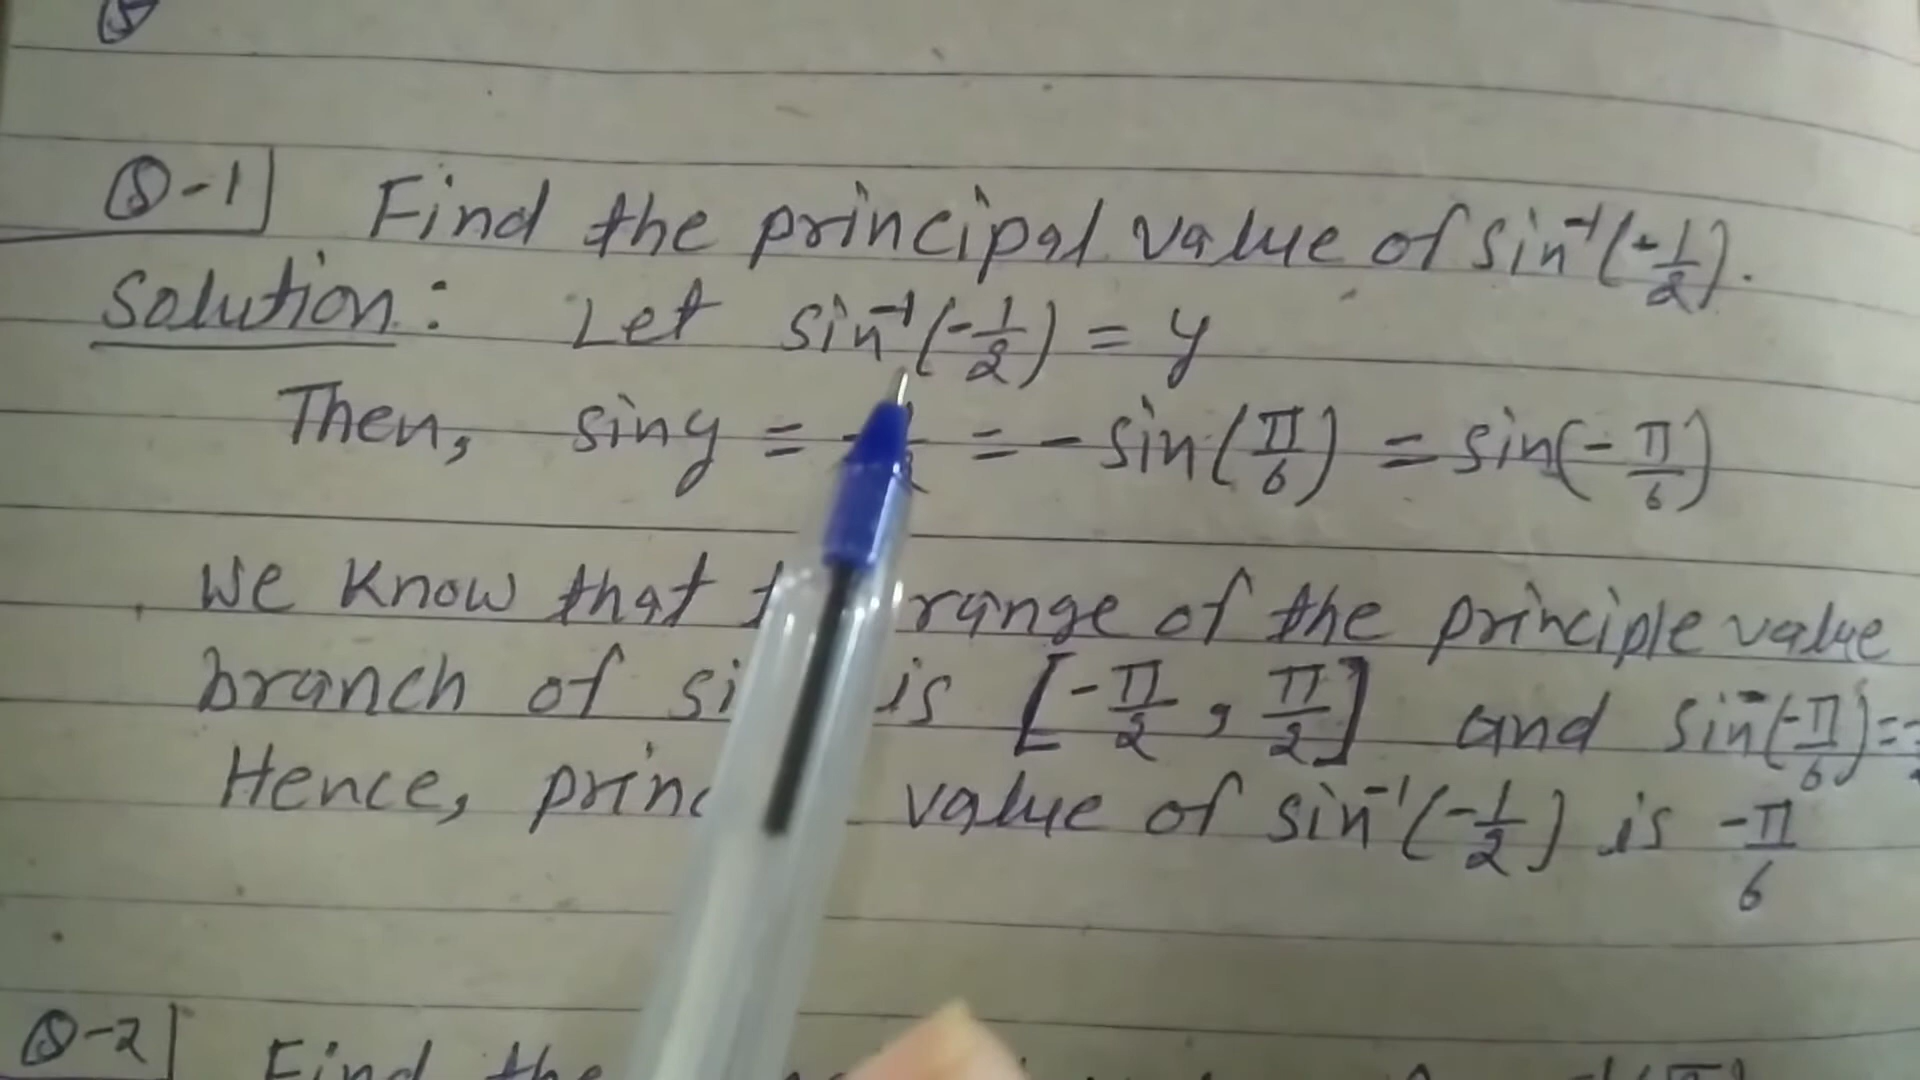 Q-1] Find the principal value of sin⁻¹(-1/2).
Solution: Let sin⁻¹(-1/2) = y
Then, sin y = = -sin(π/6) = sin(-π/6)
We know that range of the principle value
branch of is [-π/2, π/2] and sin⁻(-π/6) =
Hence, value of sin⁻¹(-1/2) is -π/6
Q-2] Find the